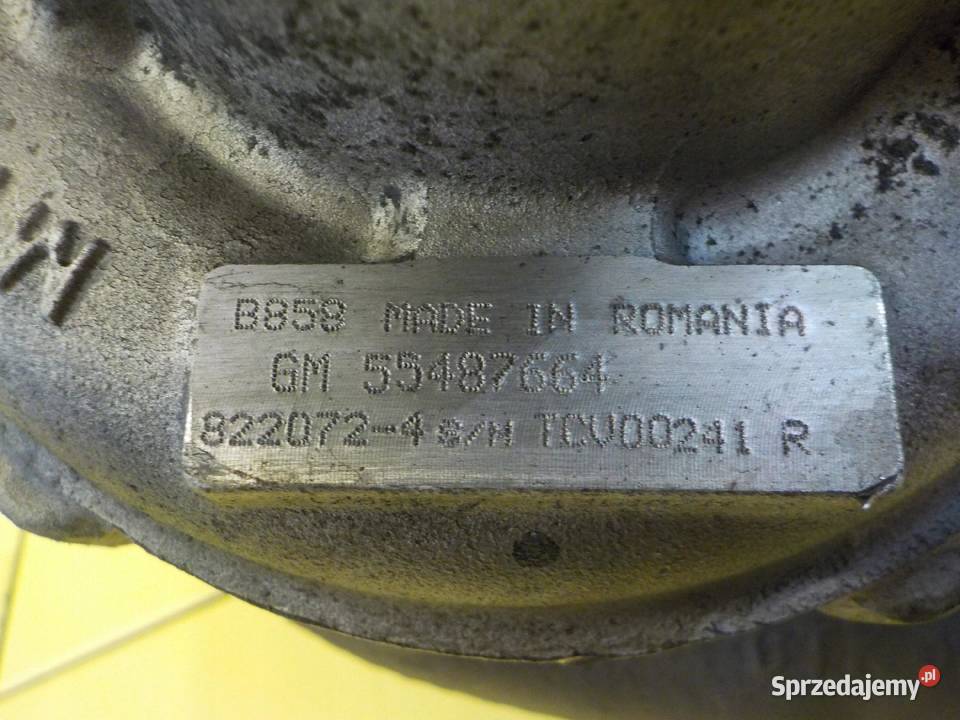 B858 MADE IN ROMANIA
GM 55487664
822072-4 S/N TCV00241 R
Sprzedajemy.pl